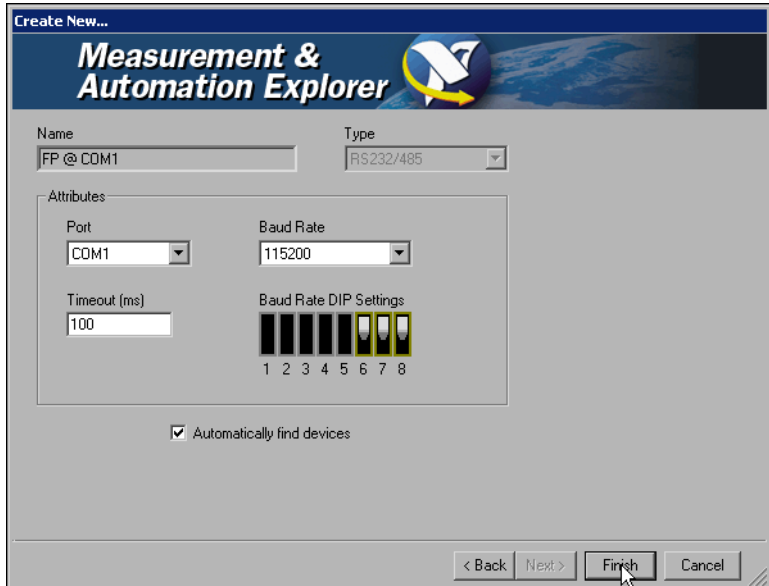 Create New...
Measurement &
Automation Explorer
Name
Type
FP @ COM1
RS232/485
Attributes
Port
Baud Rate
COM1
115200
Timeout (ms)
Baud Rate DIP Settings
100
1 2 3 4 5 6 7 8
Automatically find devices
< Back
Next >
Finish
Cancel